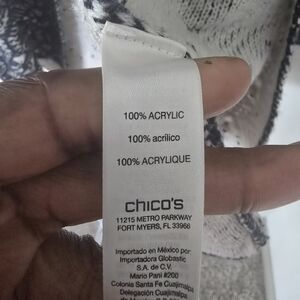 100% ACRYLIC
100% acrílico
100% ACRYLIQUE
chico's
11215 METRO PARKWAY
FORT MYERS, FL 33966
Importado en México por:
Importadora Globastic
S.A. de C.V.
Mario Pani #200
Colonia Santa Fe Cuajimalpa
Delegación Cuajimalpa